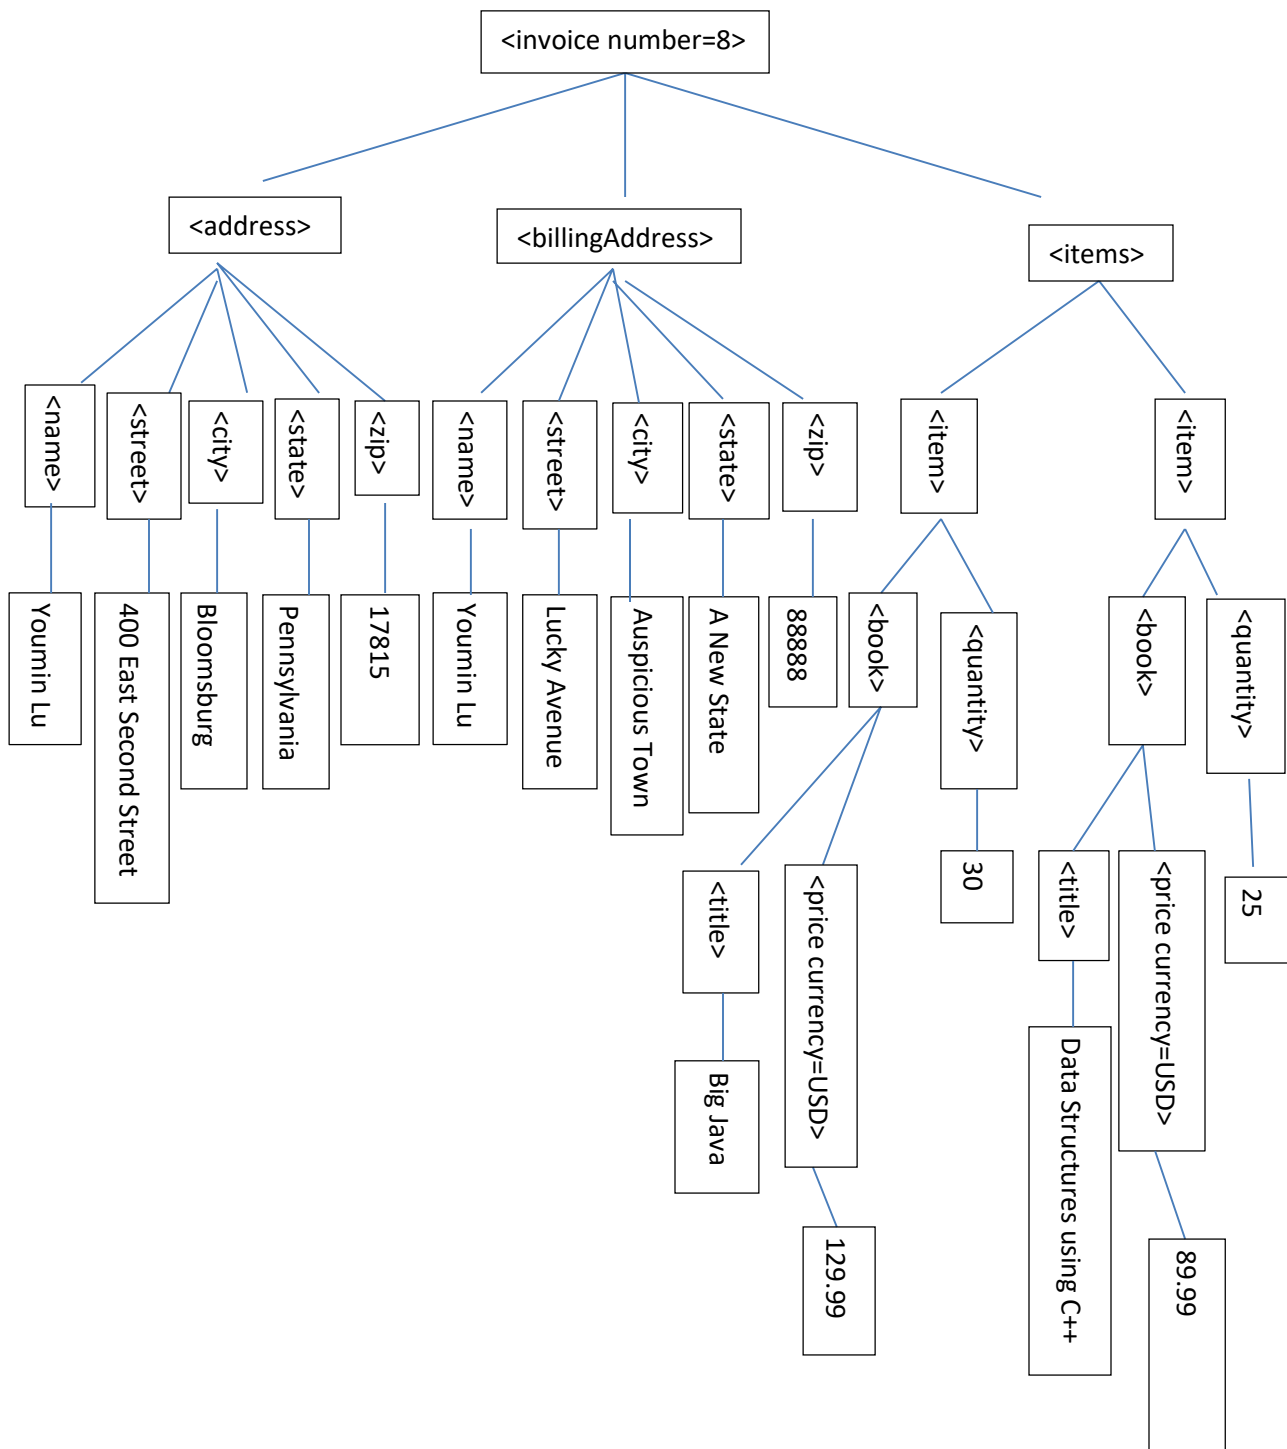 <invoice number=8>
<address>
<billingAddress>
<items>
<name>
<street>
<city>
<state>
<zip>
<name>
<street>
<city>
<state>
<zip>
<item>
<item>
Youmin Lu
400 East Second Street
Bloomsburg
Pennsylvania
17815
Youmin Lu
Lucky Avenue
Auspicious Town
A New State
88888
<book>
<quantity>
<book>
<quantity>
<title>
<price currency=USD>
30
<title>
<price currency=USD>
25
Big Java
129.99
Data Structures using C++
89.99